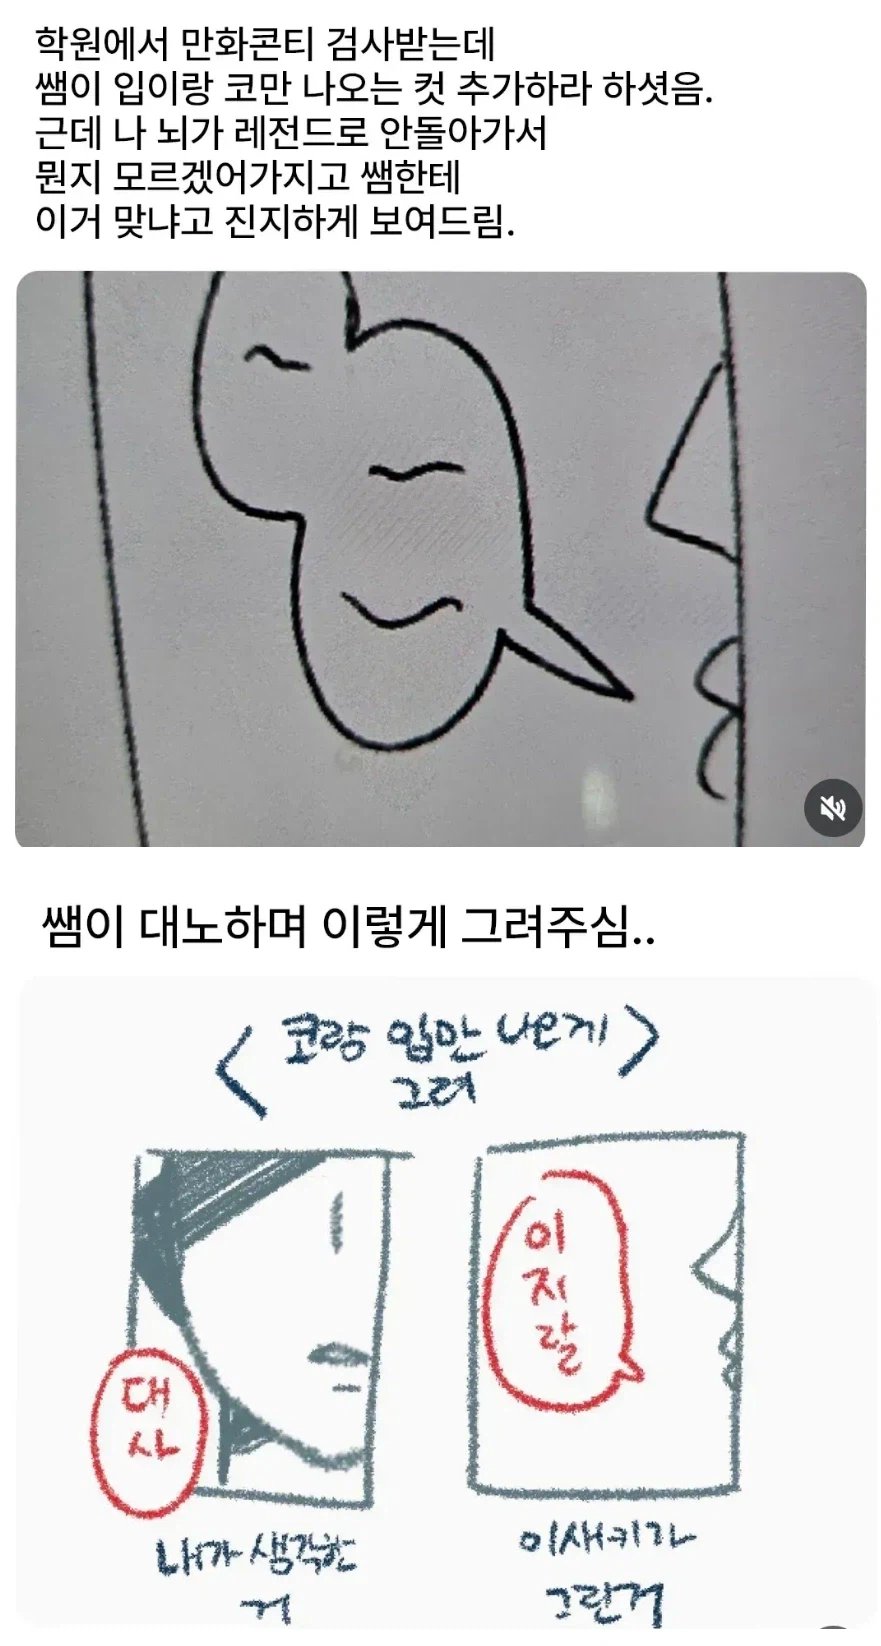 학원에서 만화콘티 검사받는데
쌤이 입이랑 코만 나오는 컷 추가하라 하셧음.
근데 나 뇌가 레전드로 안돌아가서
뭔지 모르겠어가지고 쌤한테
이거 맞냐고 진지하게 보여드림.
쌤이 대노하며 이렇게 그려주심..
<코랑 입만 나오게>
그려
대
사
이
지
랄
내가 생각한
거
이새키가
그린거